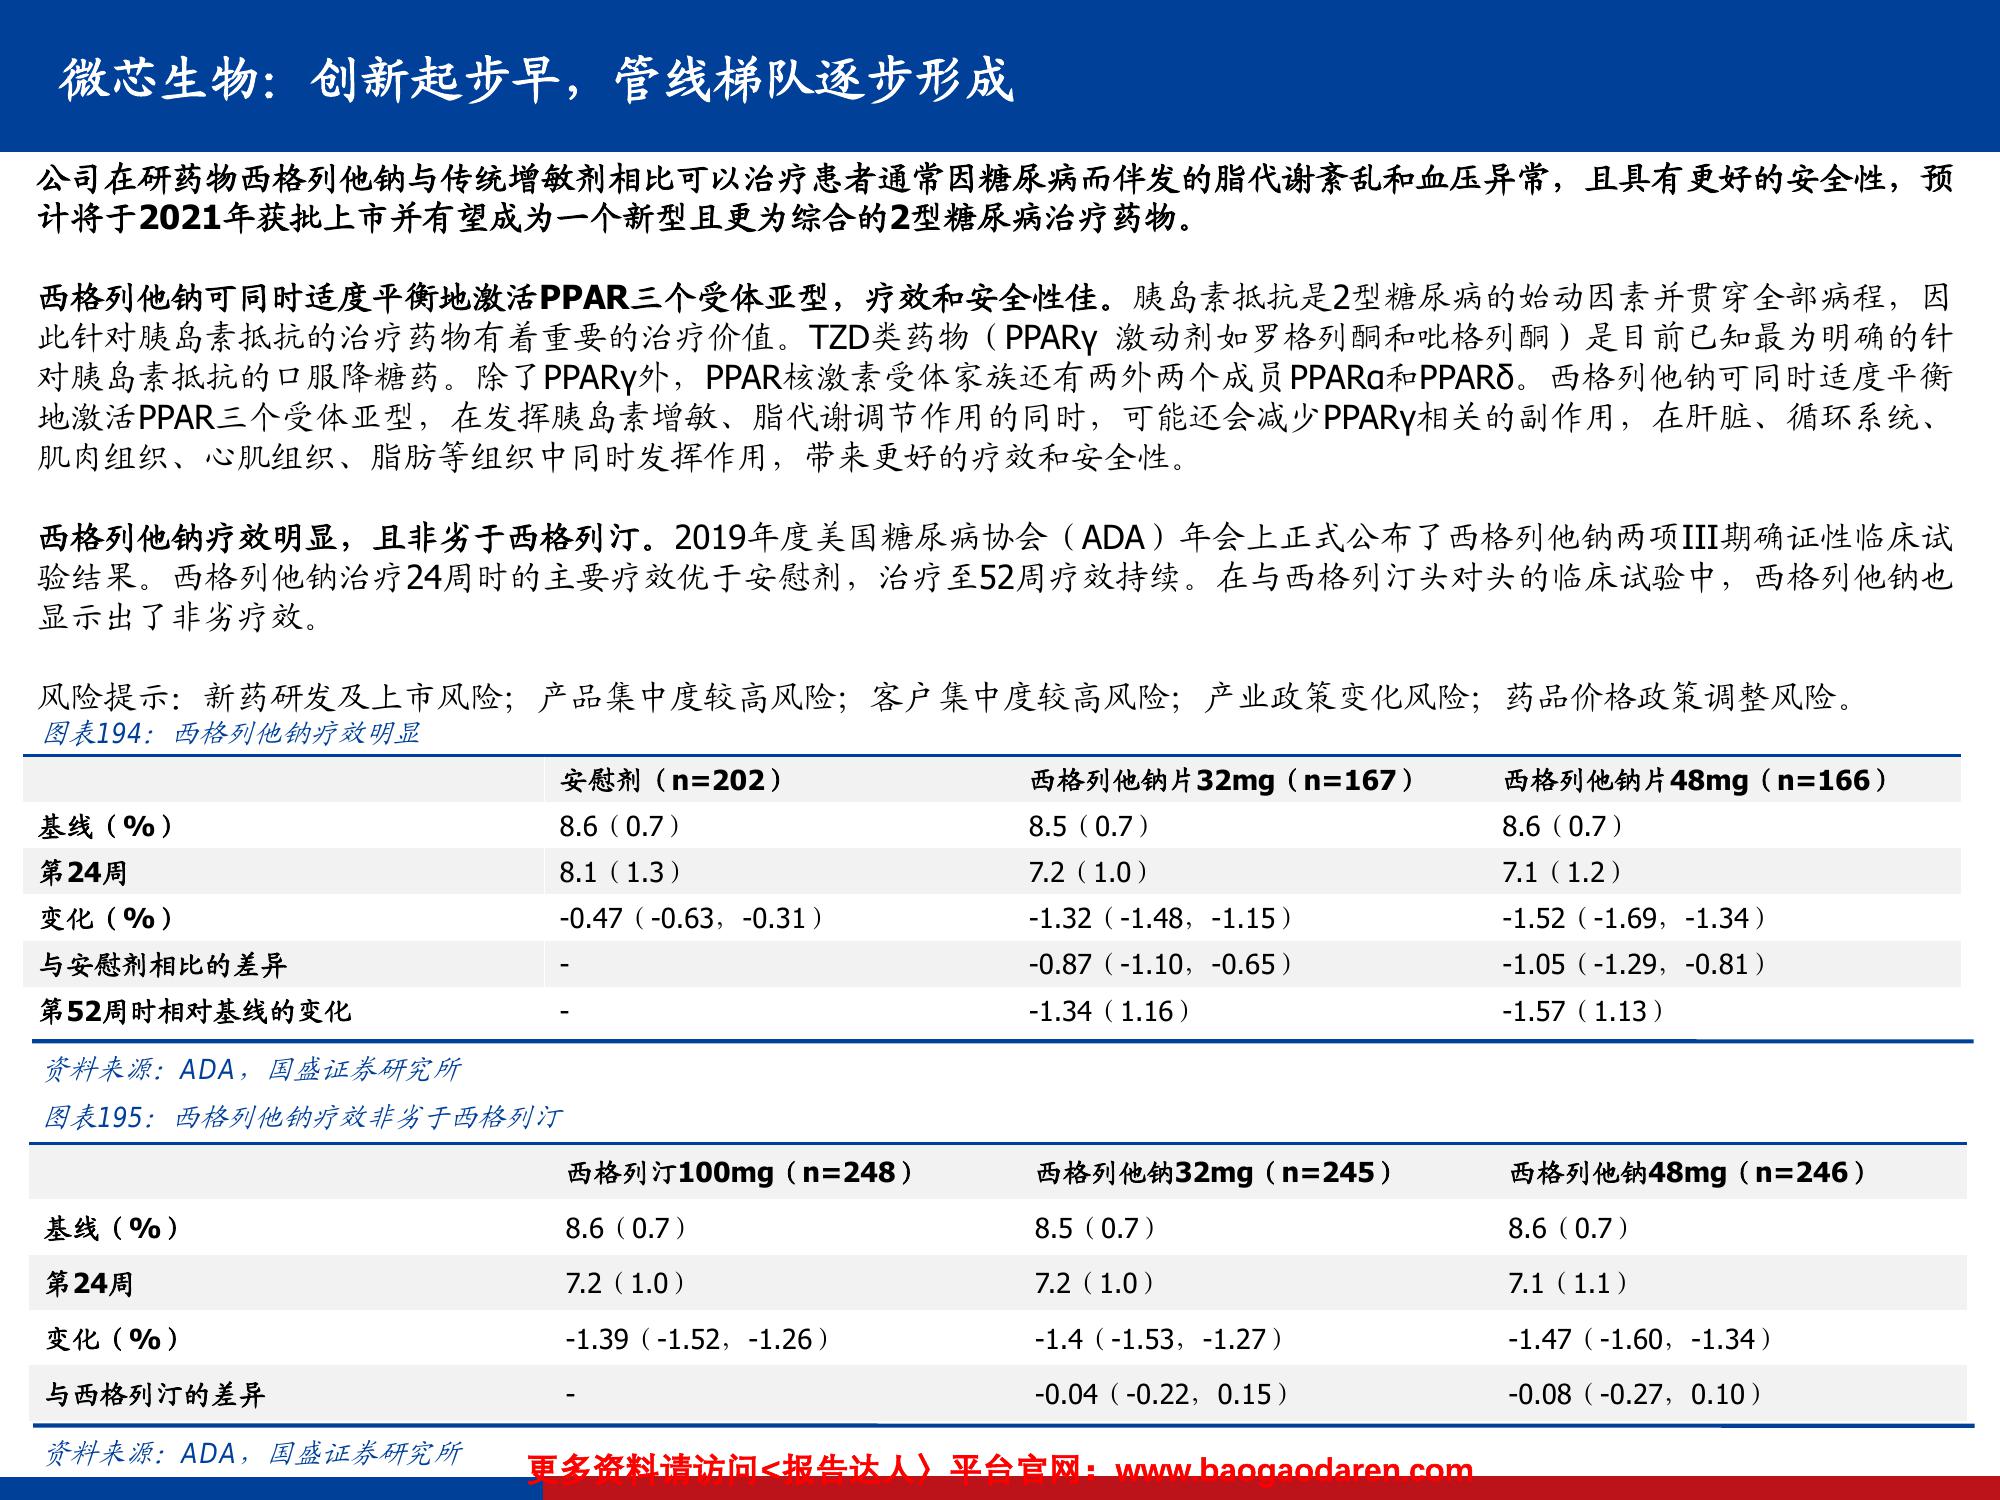 微芯生物：创新起步早，管线梯队逐步形成
公司在研药物西格列他钠与传统增敏剂相比可以治疗患者通常因糖尿病而伴发的脂代谢紊乱和血压异常，且具有更好的安全性，预
计将于2021年获批上市并有望成为一个新型且更为综合的2型糖尿病治疗药物。
西格列他钠可同时适度平衡地激活PPAR三个受体亚型，疗效和安全性佳。胰岛素抵抗是2型糖尿病的始动因素并贯穿全部病程，因
此针对胰岛素抵抗的治疗药物有着重要的治疗价值。TZD类药物（PPARγ 激动剂如罗格列酮和吡格列酮）是目前已知最为明确的针
对胰岛素抵抗的口服降糖药。除了PPARγ外，PPAR核激素受体家族还有两外两个成员PPARα和PPARδ。西格列他钠可同时适度平衡
地激活PPAR三个受体亚型，在发挥胰岛素增敏、脂代谢调节作用的同时，可能还会减少PPARγ相关的副作用，在肝脏、循环系统、
肌肉组织、心肌组织、脂肪等组织中同时发挥作用，带来更好的疗效和安全性。
西格列他钠疗效明显，且非劣于西格列汀。2019年度美国糖尿病协会（ADA）年会上正式公布了西格列他钠两项III期确证性临床试
验结果。西格列他钠治疗24周时的主要疗效优于安慰剂，治疗至52周疗效持续。在与西格列汀头对头的临床试验中，西格列他钠也
显示出了非劣疗效。
风险提示：新药研发及上市风险；产品集中度较高风险；客户集中度较高风险；产业政策变化风险；药品价格政策调整风险。
图表194：西格列他钠疗效明显
安慰剂（n=202） 西格列他钠片32mg（n=167） 西格列他钠片48mg（n=166）
基线（%） 8.6（0.7） 8.5（0.7） 8.6（0.7）
第24周 8.1（1.3） 7.2（1.0） 7.1（1.2）
变化（%） -0.47（-0.63，-0.31） -1.32（-1.48，-1.15） -1.52（-1.69，-1.34）
与安慰剂相比的差异 - -0.87（-1.10，-0.65） -1.05（-1.29，-0.81）
第52周时相对基线的变化 - -1.34（1.16） -1.57（1.13）
资料来源：ADA，国盛证券研究所
图表195：西格列他钠疗效非劣于西格列汀
西格列汀100mg（n=248） 西格列他钠32mg（n=245） 西格列他钠48mg（n=246）
基线（%） 8.6（0.7） 8.5（0.7） 8.6（0.7）
第24周 7.2（1.0） 7.2（1.0） 7.1（1.1）
变化（%） -1.39（-1.52，-1.26） -1.4（-1.53，-1.27） -1.47（-1.60，-1.34）
与西格列汀的差异 - -0.04（-0.22，0.15） -0.08（-0.27，0.10）
资料来源：ADA，国盛证券研究所
更多资料请访问<报告达人〉平台官网：www.baogaodaren.com